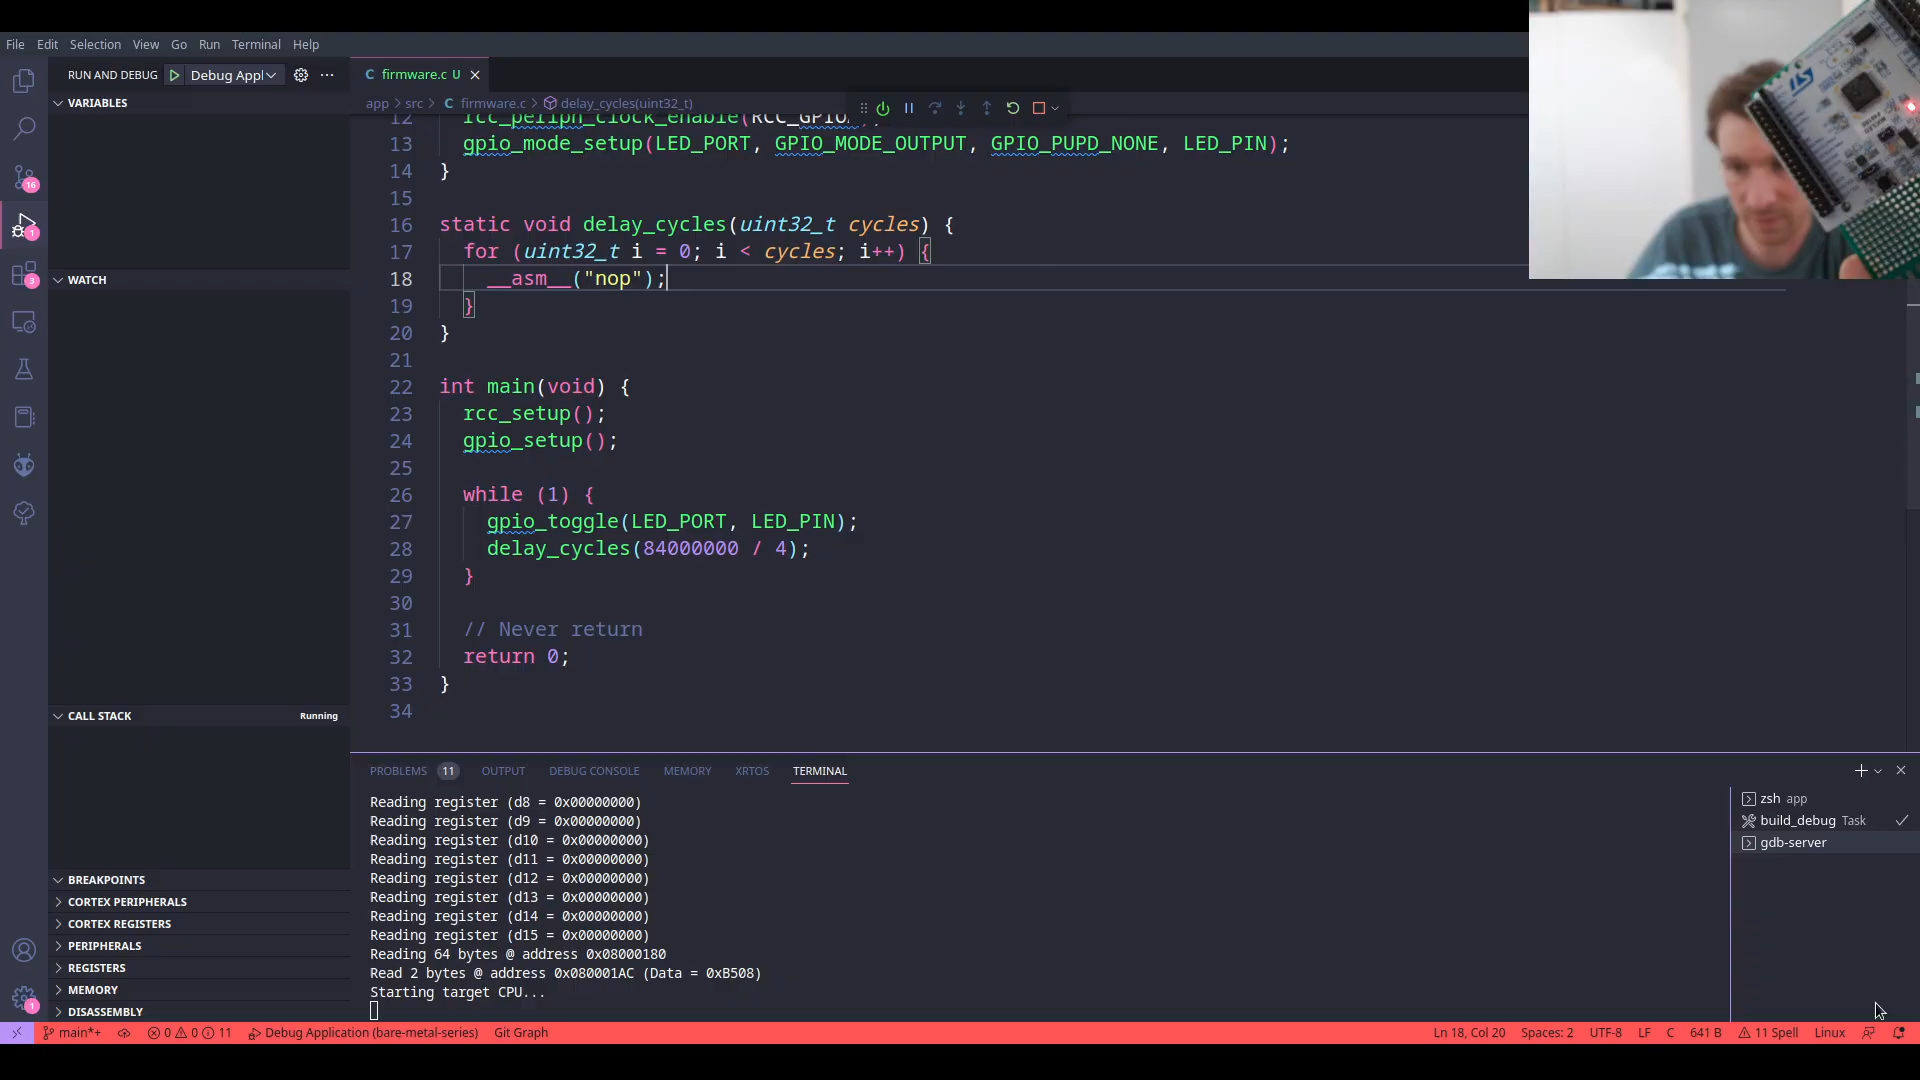 File Edit Selection View Go Run Terminal Help
RUN AND DEBUG Debug Appl
firmware.c U
VARIABLES
app > src > C firmware.c > delay_cycles(uint32_t)
12 rcc_periph_clock_enable(RCC_GPIO
13 gpio_mode_setup(LED_PORT, GPIO_MODE_OUTPUT, GPIO_PUPD_NONE, LED_PIN);
14 }
15
16 static void delay_cycles(uint32_t cycles) {
17 for (uint32_t i = 0; i < cycles; i++) {
18 __asm__("nop");
19 }
20 }
21
22 int main(void) {
23 rcc_setup();
24 gpio_setup();
25
26 while (1) {
27 gpio_toggle(LED_PORT, LED_PIN);
28 delay_cycles(84000000 / 4);
29 }
30
31 // Never return
32 return 0;
33 }
34
WATCH
CALL STACK Running
BREAKPOINTS
CORTEX PERIPHERALS
CORTEX REGISTERS
PERIPHERALS
REGISTERS
MEMORY
DISASSEMBLY
16
1
3
1
PROBLEMS 11 OUTPUT DEBUG CONSOLE MEMORY XRTOS TERMINAL
Reading register (d8 = 0x00000000)
Reading register (d9 = 0x00000000)
Reading register (d10 = 0x00000000)
Reading register (d11 = 0x00000000)
Reading register (d12 = 0x00000000)
Reading register (d13 = 0x00000000)
Reading register (d14 = 0x00000000)
Reading register (d15 = 0x00000000)
Reading 64 bytes @ address 0x08000180
Read 2 bytes @ address 0x080001AC (Data = 0xB508)
Starting target CPU...
zsh app
build_debug Task
gdb-server
main*+ 0 0 11 Debug Application (bare-metal-series) Git Graph Ln 18, Col 20 Spaces: 2 UTF-8 LF C 641 B 11 Spell Linux